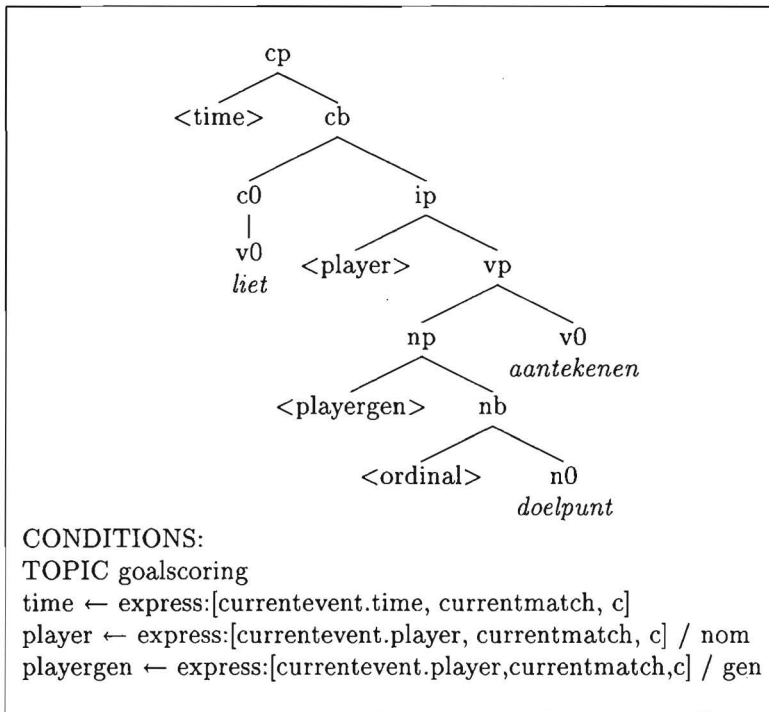 cp
<time> cb
c0 ip
v0 <player> vp
liet
np v0
aantekenen
<playergen> nb
<ordinal> n0
doelpunt
CONDITIONS:
TOPIC goalscoring
time ← express:[currentevent.time, currentmatch, c]
player ← express:[currentevent.player, currentmatch, c] / nom
playergen ← express:[currentevent.player,currentmatch,c] / gen